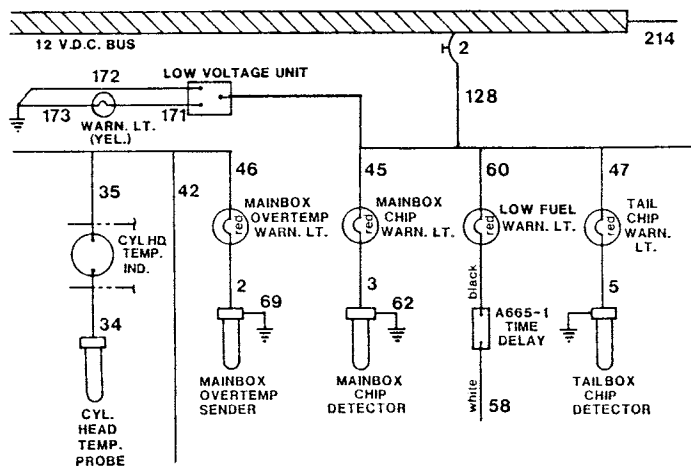 12 V.D.C. BUS
2
214
LOW VOLTAGE UNIT
172
173
171
WARN. LT.
(YEL.)
128
35
42
46
45
60
47
MAINBOX
OVERTEMP
WARN. LT.
red
MAINBOX
CHIP
WARN. LT.
red
LOW FUEL
WARN. LT.
red
TAIL
CHIP
WARN.
LT.
red
CYL HD.
TEMP.
IND.
34
2
69
3
62
black
A665-1
TIME
DELAY
5
white
58
CYL.
HEAD
TEMP.
PROBE
MAINBOX
OVERTEMP
SENDER
MAINBOX
CHIP
DETECTOR
TAILBOX
CHIP
DETECTOR